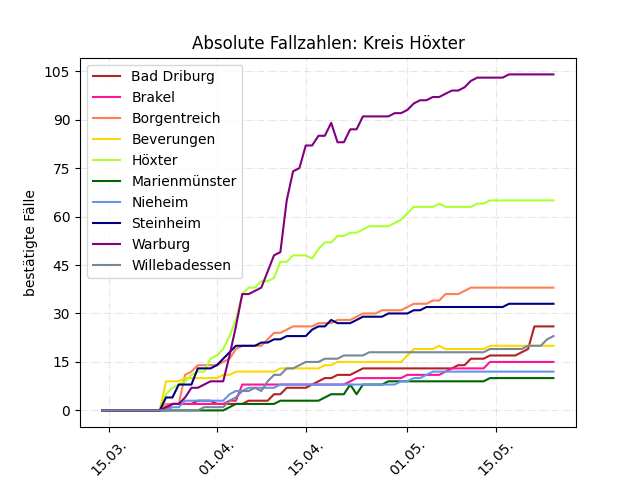 Absolute Fallzahlen: Kreis Höxter
bestätigte Fälle
105
90
75
60
45
30
15
0
Bad Driburg
Brakel
Borgentreich
Beverungen
Höxter
Marienmünster
Nieheim
Steinheim
Warburg
Willebadessen
15.03.
01.04.
15.04.
01.05.
15.05.